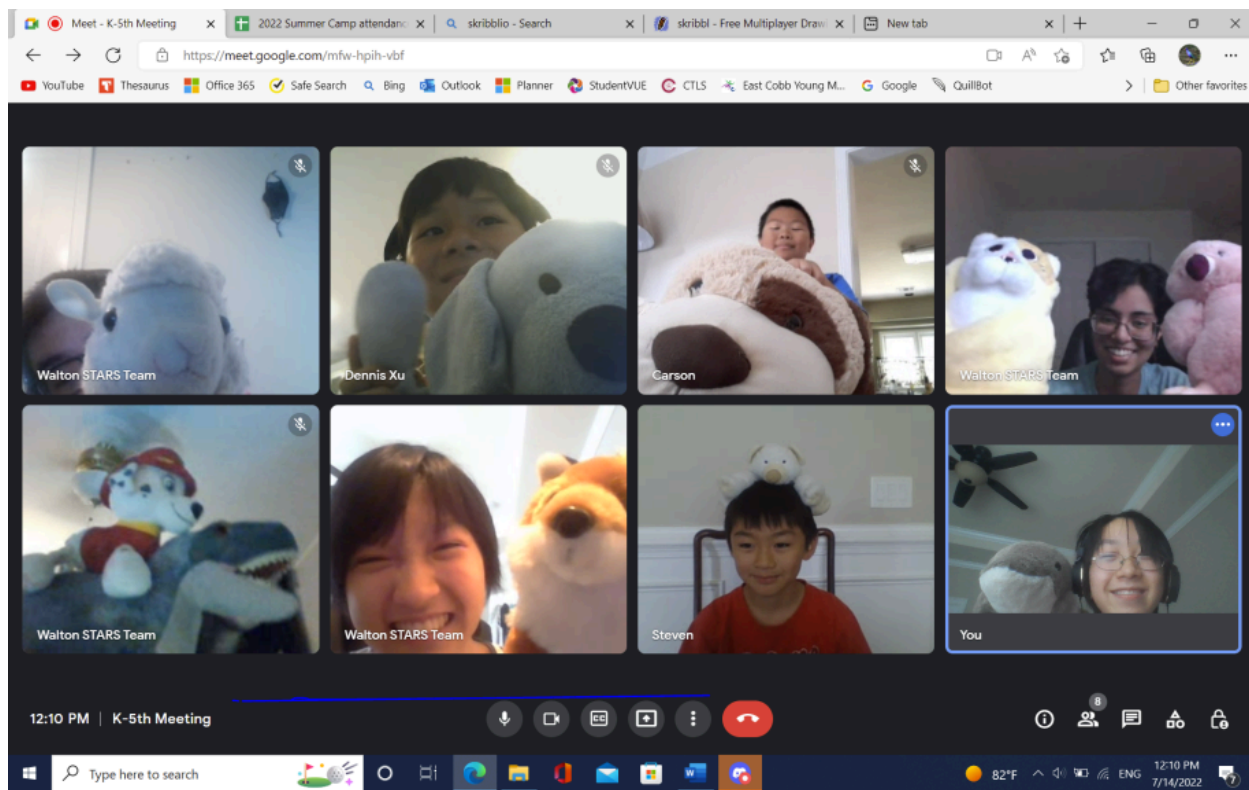 Meet - K-5th Meeting
2022 Summer Camp attendanc
skribblio - Search
skribbl - Free Multiplayer Draw
New tab
https://meet.google.com/mfw-hpih-vbf
YouTube Thesaurus Office 365 Safe Search Bing Outlook Planner StudentVUE CTLS East Cobb Young M... Google QuillBot Other favorites
Walton STARS Team
Dennis Xu
Carson
Walton STARS Team
Walton STARS Team
Walton STARS Team
Steven
You
12:10 PM | K-5th Meeting
CC
8
Type here to search
82°F ENG
12:10 PM
7/14/2022
7